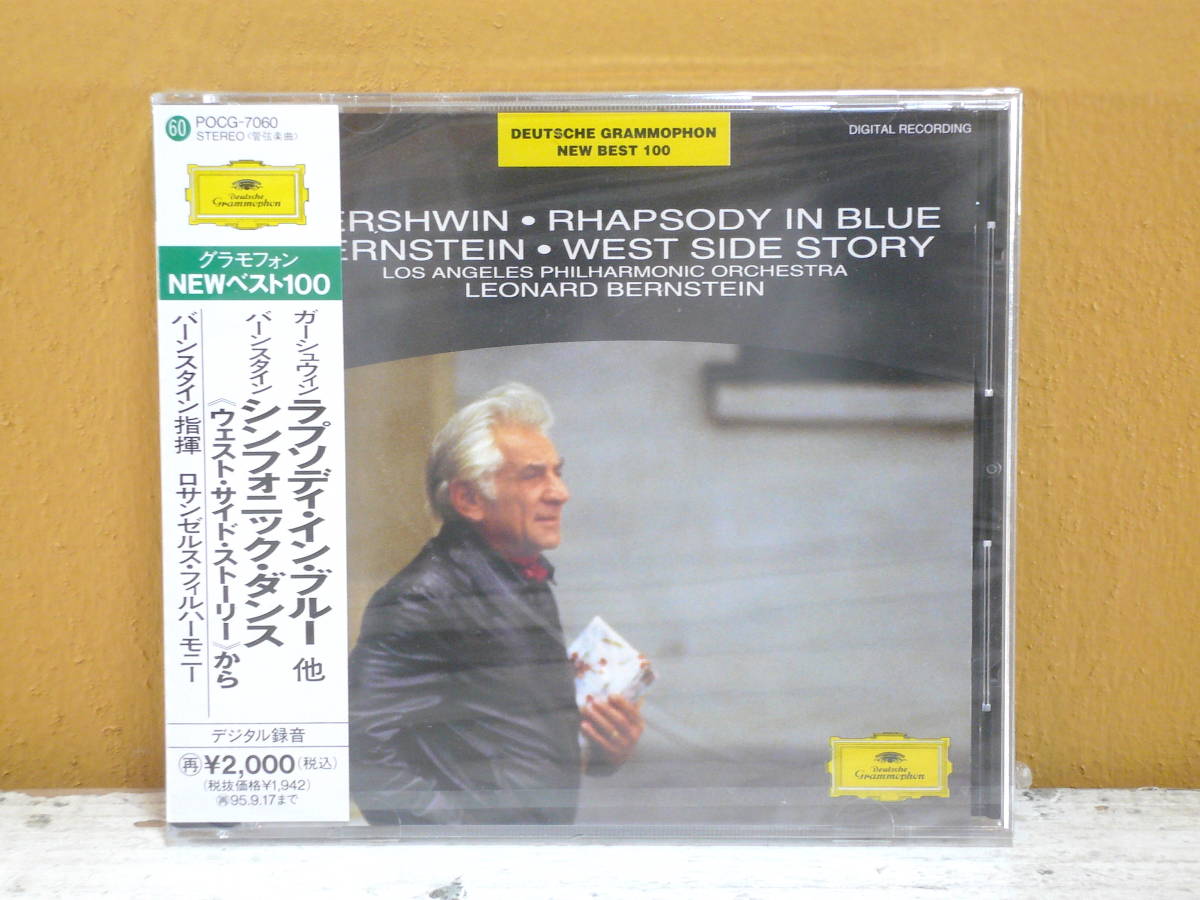 60 POCG-7060
STEREO〈管弦楽曲〉
Deutsche
Grammophon
グラモフォン
NEWベスト100
ガーシュウィン ラプソディ・イン・ブルー 他
バーンスタイン シンフォニック・ダンス
《ウェスト・サイド・ストーリー》から
バーンスタイン指揮 ロサンゼルス・フィルハーモニー
デジタル録音
再 ¥2,000(税込)
(税抜価格¥1,942)
再95.9.17まで
DEUTSCHE GRAMMOPHON
NEW BEST 100
DIGITAL RECORDING
ERSHWIN • RHAPSODY IN BLUE
ERNSTEIN • WEST SIDE STORY
LOS ANGELES PHILHARMONIC ORCHESTRA
LEONARD BERNSTEIN
Deutsche
Grammophon